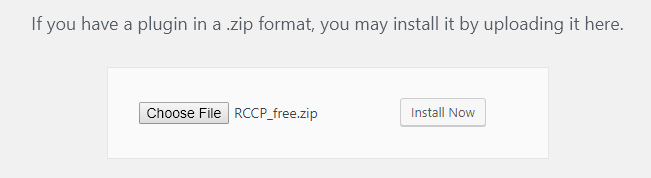 If you have a plugin in a .zip format, you may install it by uploading it here.
Choose File RCCP_free.zip Install Now